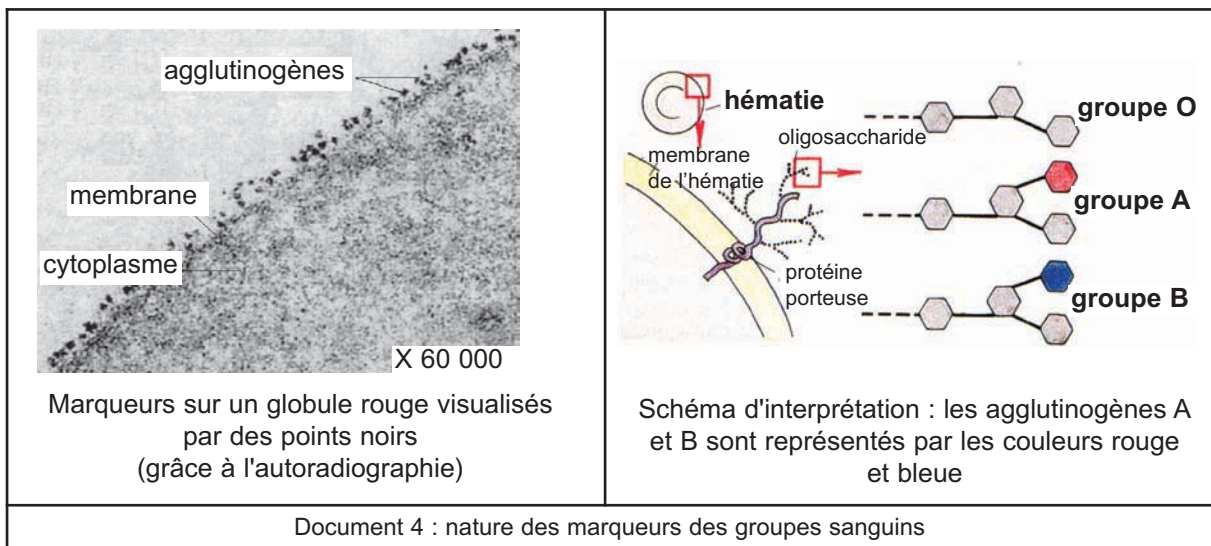 agglutinogènes
membrane
cytoplasme
X 60 000
Marqueurs sur un globule rouge visualisés
par des points noirs
(grâce à l'autoradiographie)
hématie
oligosaccharide
membrane
de l'hématie
protéine
porteuse
groupe O
groupe A
groupe B
Schéma d'interprétation : les agglutinogènes A
et B sont représentés par les couleurs rouge
et bleue
Document 4 : nature des marqueurs des groupes sanguins